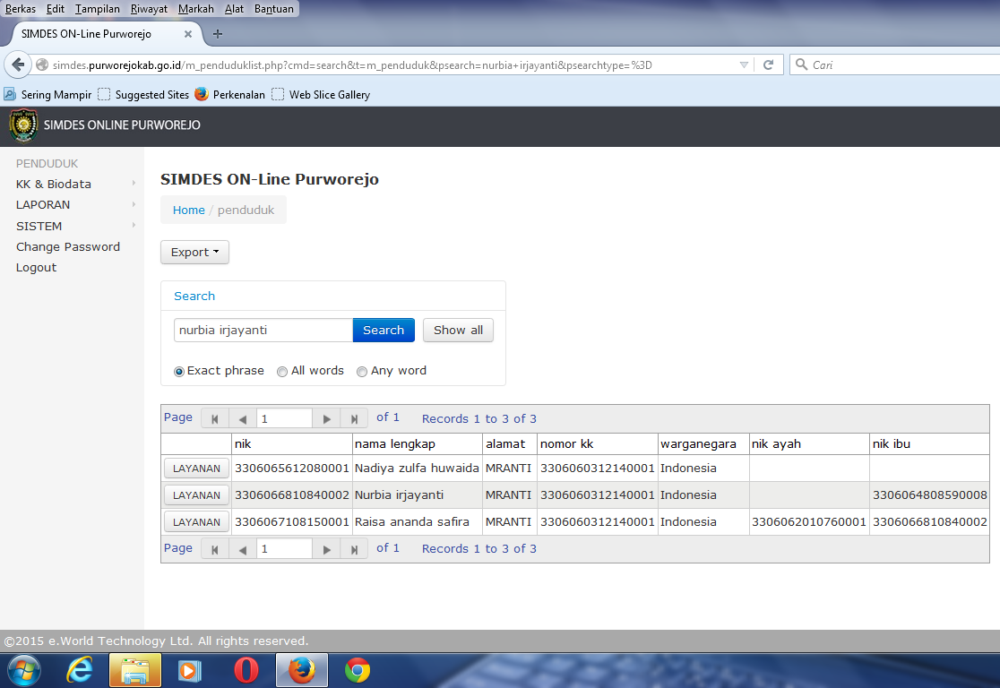 Berkas Edit Tampilan Riwayat Markah Alat Bantuan
SIMDES ON-Line Purworejo
simdes.purworejokab.go.id/m_penduduklist.php?cmd=search&t=m_penduduk&psearch=nurbia+irjayanti&psearchtype=%3D
Cari
Sering Mampir Suggested Sites Perkenalan Web Slice Gallery
SIMDES ONLINE PURWOREJO
PENDUDUK
KK & Biodata
LAPORAN
SISTEM
Change Password
Logout
SIMDES ON-Line Purworejo
Home / penduduk
Export
Search
nurbia irjayanti Search Show all
Exact phrase All words Any word
Page 1 of 1 Records 1 to 3 of 3
nik nama lengkap alamat nomor kk warganegara nik ayah nik ibu
LAYANAN 3306065612080001 Nadiya zulfa huwaida MRANTI 3306060312140001 Indonesia
LAYANAN 3306066810840002 Nurbia irjayanti MRANTI 3306060312140001 Indonesia 3306064808590008
LAYANAN 3306067108150001 Raisa ananda safira MRANTI 3306060312140001 Indonesia 3306062010760001 3306066810840002
Page 1 of 1 Records 1 to 3 of 3
©2015 e.World Technology Ltd. All rights reserved.